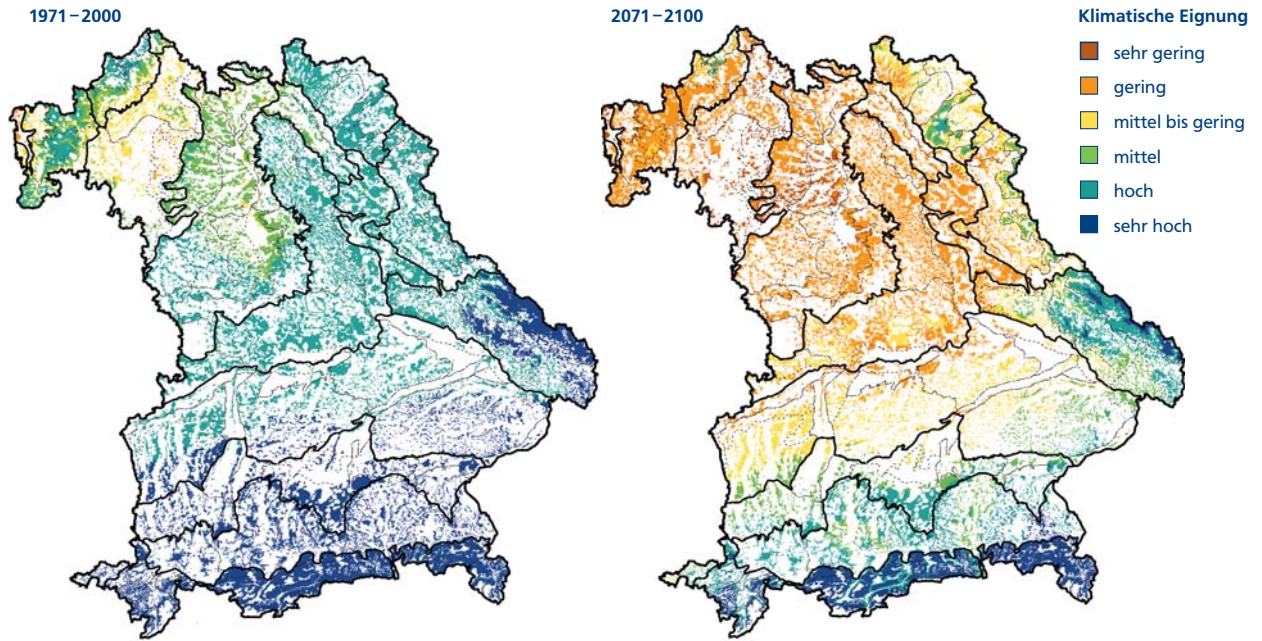 1971–2000
2071–2100
Klimatische Eignung
sehr gering
gering
mittel bis gering
mittel
hoch
sehr hoch